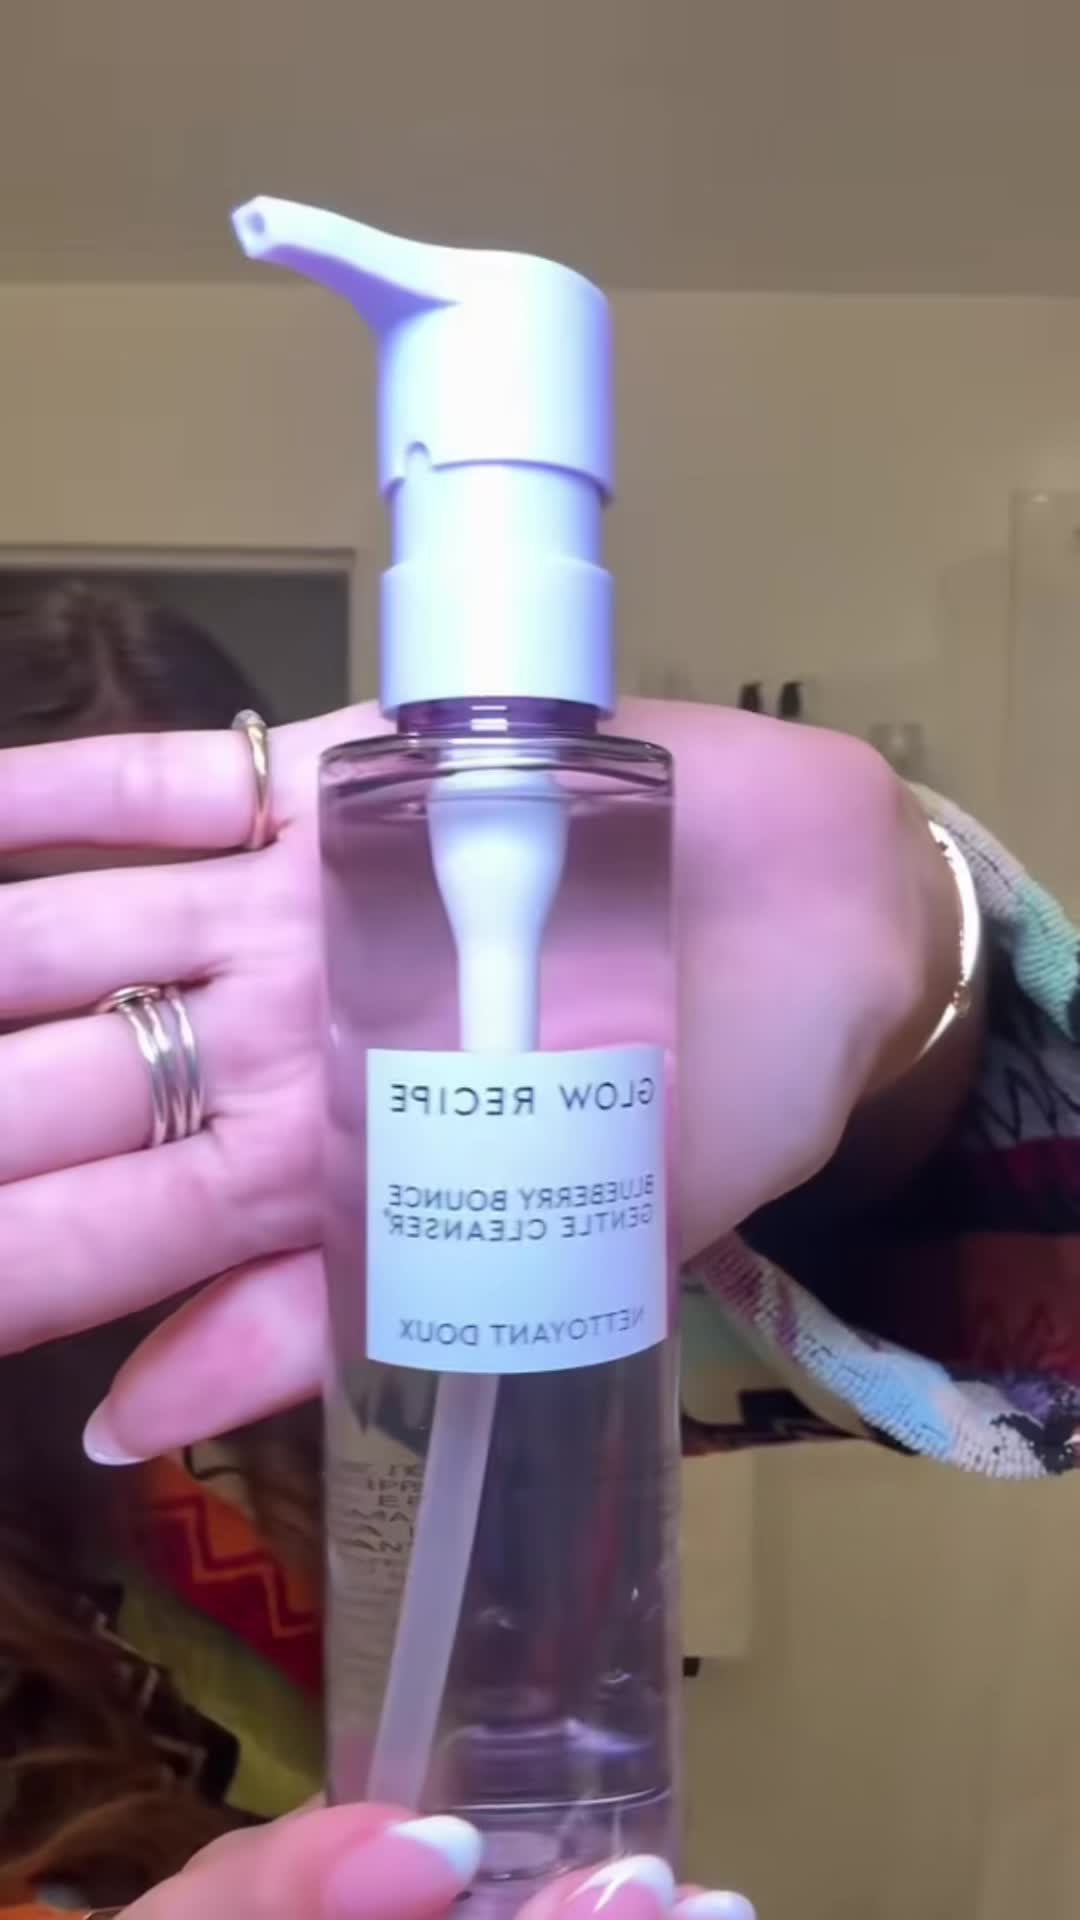 GLOW RECIPE
BLUEBERRY BOUNCE
GENTLE CLEANSER®
NETTOYANT DOUX